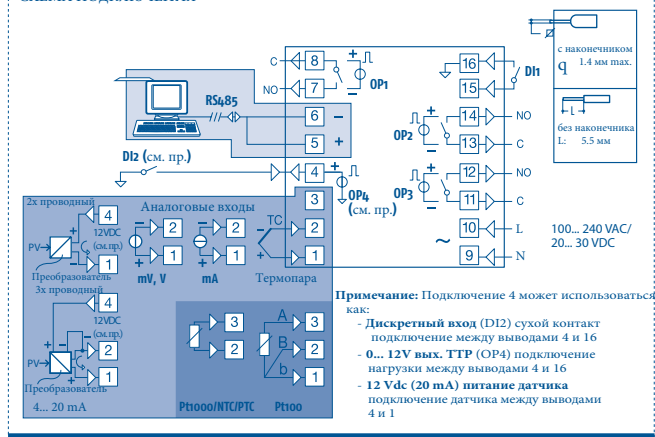 C
8
NO
7
OP1
RS485
6
5
DI2 (см. пр.)
4
OP4
(см. пр.)
16
DI1
15
14
NO
OP2
13
C
12
NO
OP3
11
C
10
L
9
N
100... 240 VAC/
20... 30 VDC
с наконечником
q 1.4 мм max.
L
без наконечника
L: 5.5 мм
2х проводный
4
12VDC
(см.пр.)
PV
1
Преобразователь
3х проводный
4
12VDC
(см.пр.)
2
PV
1
Преобразователь
4... 20 mA
Аналоговые входы
2
1
mV, V
2
1
mA
3
TC
2
1
Термопара
3
2
Pt1000/NTC/PTC
A
3
B
2
b
1
Pt100
Примечание: Подключение 4 может использоваться
как:
- Дискретный вход (DI2) сухой контакт
подключение между выводами 4 и 16
- 0... 12V вых. ТТР (OP4) подключение
нагрузки между выводами 4 и 16
- 12 Vdc (20 mA) питание датчика
подключение датчика между выводами
4 и 1